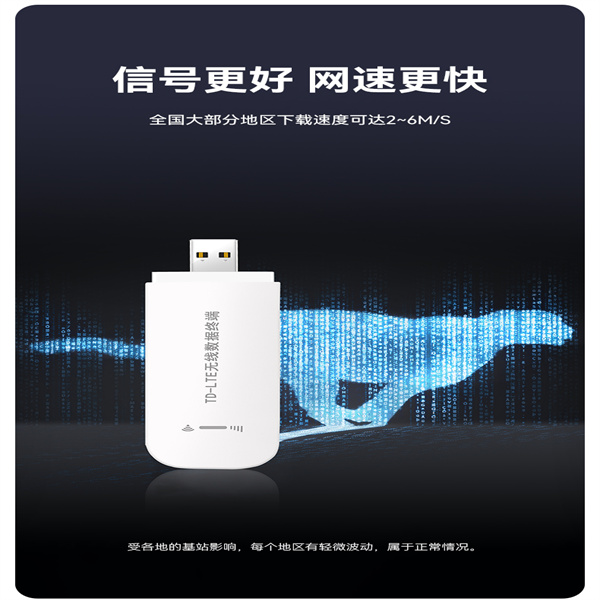 信号更好 网速更快
全国大部分地区下载速度可达2~6M/S
TD-LTE无线数据终端
受各地的基站影响，每个地区有轻微波动，属于正常情况。